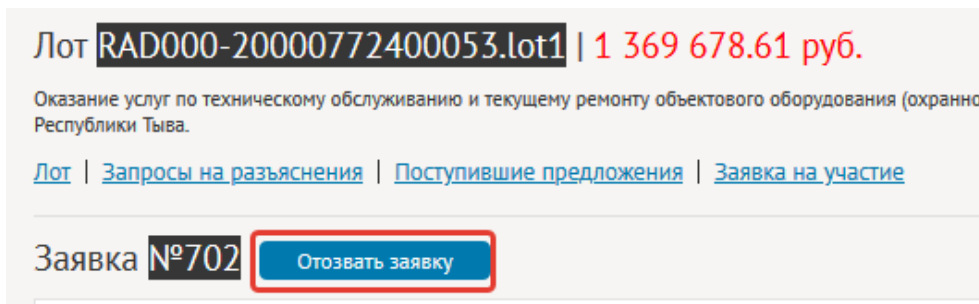 Лот RAD000-20000772400053.lot1 | 1 369 678.61 руб.
Оказание услуг по техническому обслуживанию и текущему ремонту объектового оборудования (охранно
Республики Тыва.
Лот | Запросы на разъяснения | Поступившие предложения | Заявка на участие
Заявка №702 Отозвать заявку